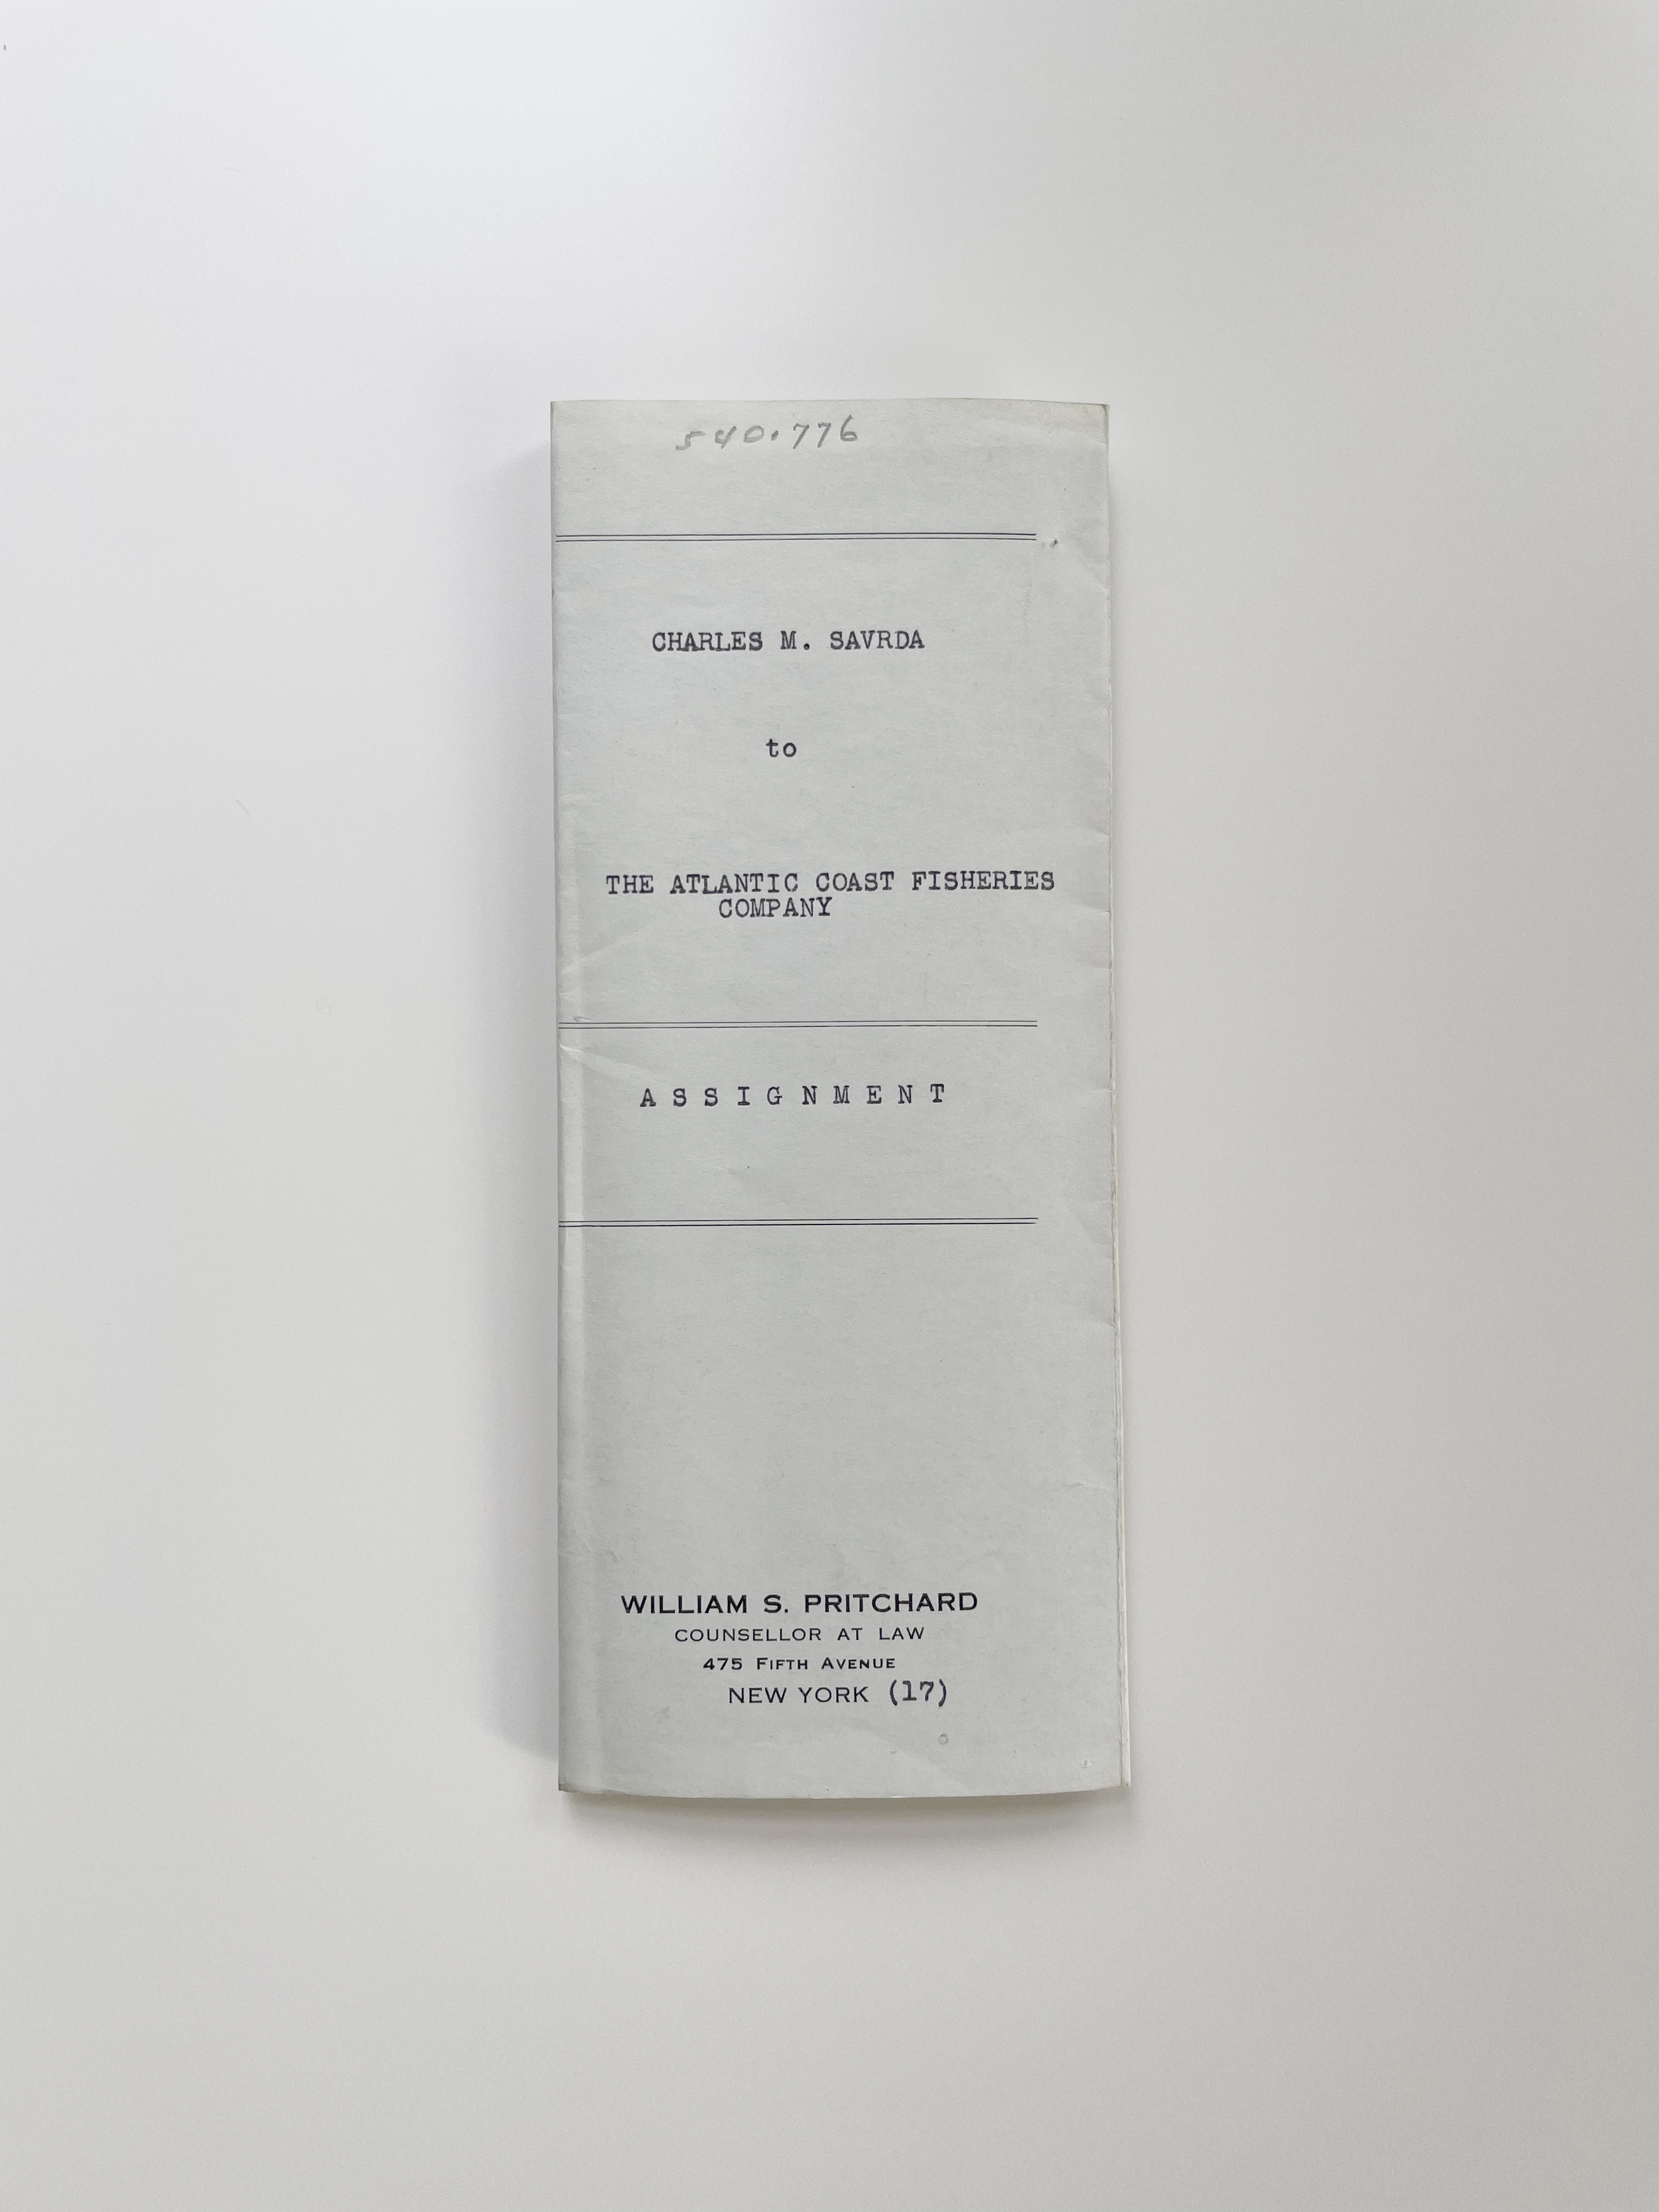 540.776
CHARLES M. SAVRDA
to
THE ATLANTIC COAST FISHERIES
COMPANY
ASSIGNMENT
WILLIAM S. PRITCHARD
COUNSELLOR AT LAW
475 FIFTH AVENUE
NEW YORK (17)